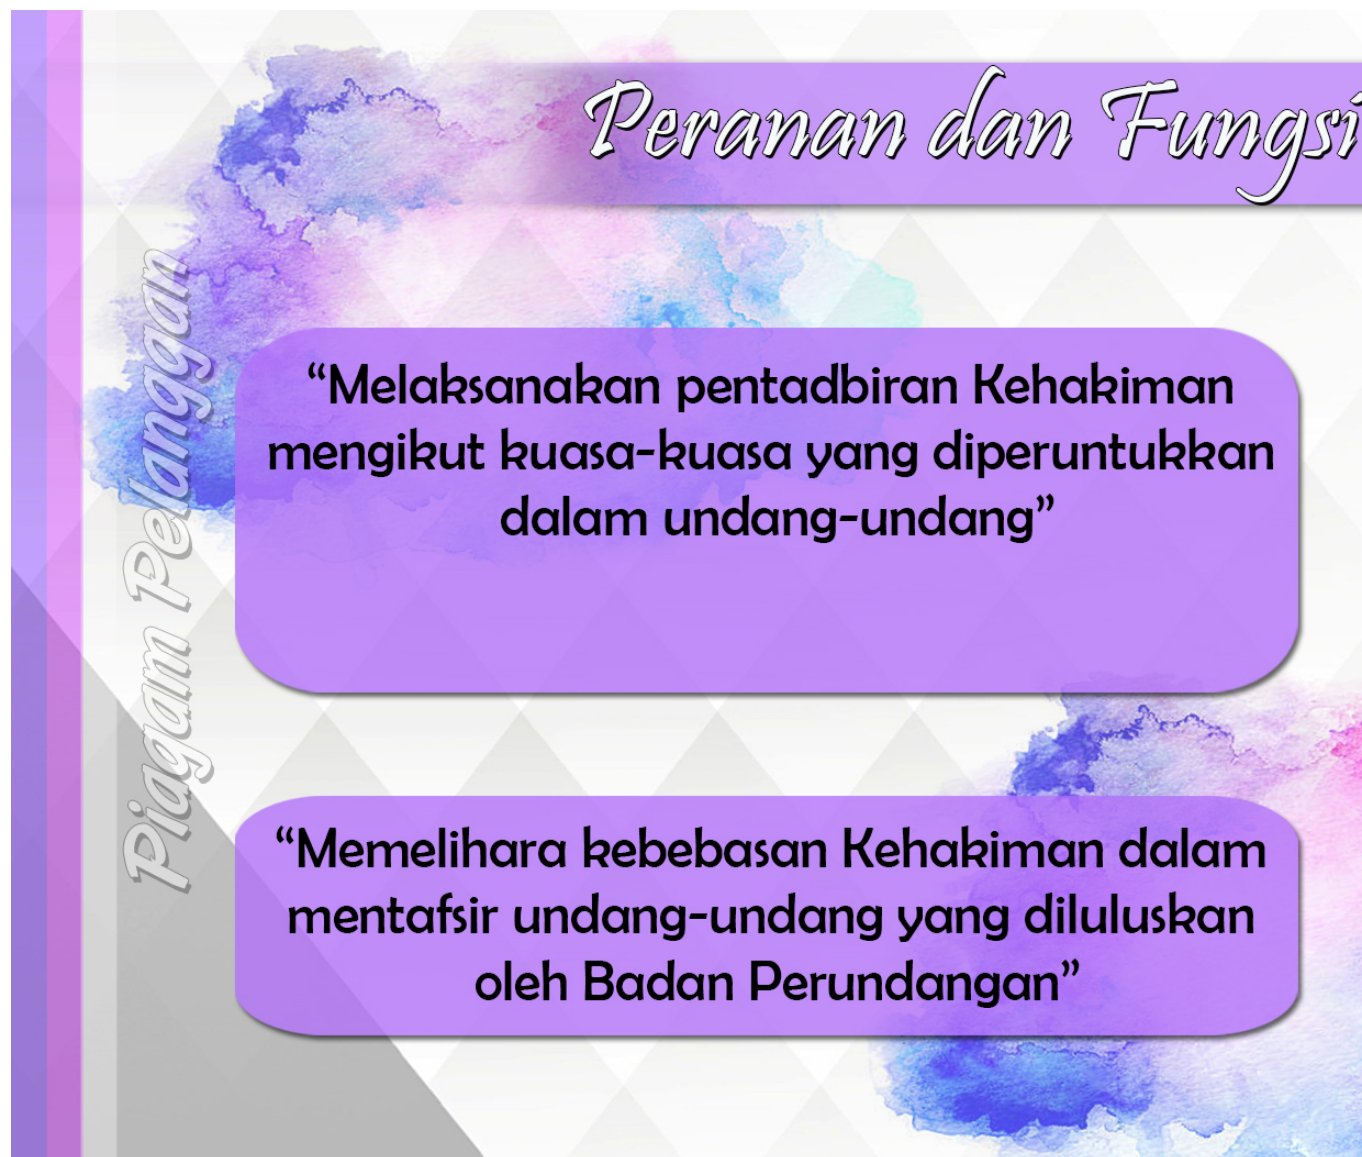 Peranan dan Fungsi
Piagam Pelanggan
“Melaksanakan pentadbiran Kehakiman
mengikut kuasa-kuasa yang diperuntukkan
dalam undang-undang”
“Memelihara kebebasan Kehakiman dalam
mentafsir undang-undang yang diluluskan
oleh Badan Perundangan”